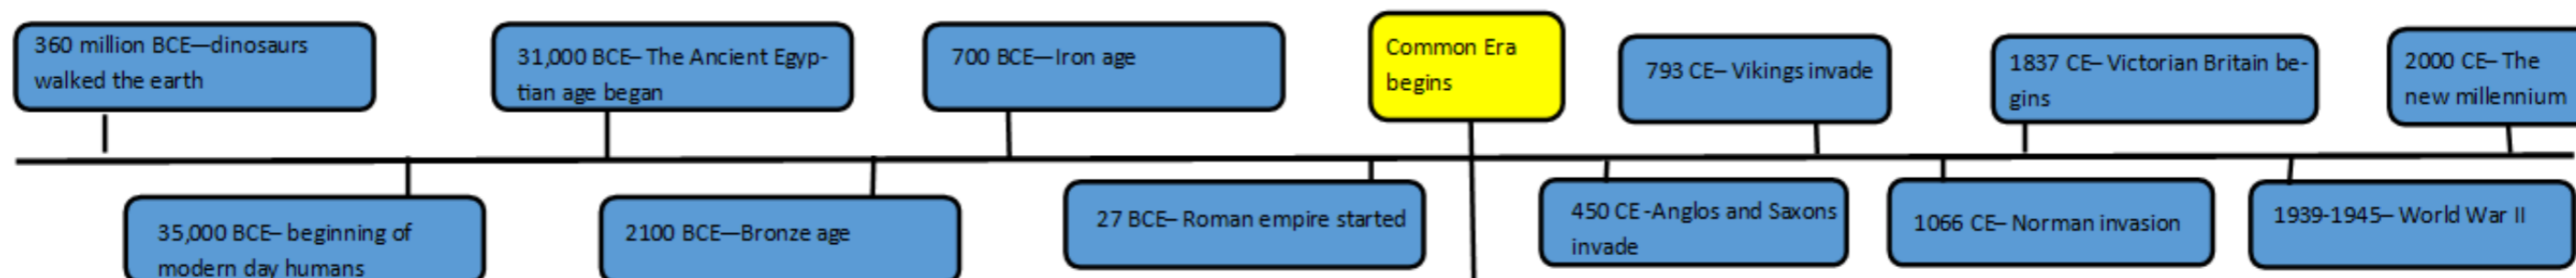 360 million BCE—dinosaurs
walked the earth
31,000 BCE– The Ancient Egyp-
tian age began
700 BCE—Iron age
Common Era
begins
793 CE– Vikings invade
1837 CE– Victorian Britain be-
gins
2000 CE– The
new millennium
35,000 BCE– beginning of
modern day humans
2100 BCE—Bronze age
27 BCE– Roman empire started
450 CE -Anglos and Saxons
invade
1066 CE– Norman invasion
1939-1945– World War II